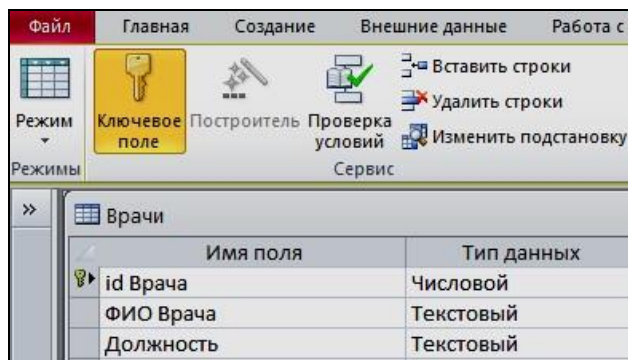 Файл Главная Создание Внешние данные Работа с
Режим Ключевое поле Построитель Проверка условий Вставить строки
Удалить строки
Изменить подстановку
Режимы Сервис
» Врачи
Имя поля Тип данных
id Врача Числовой
ФИО Врача Текстовый
Должность Текстовый